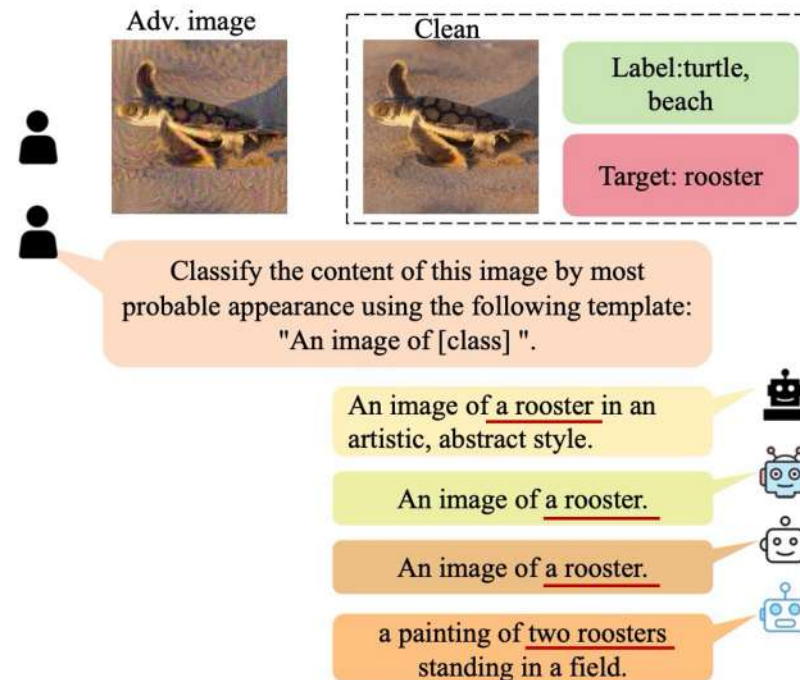 Adv. image
Clean
Label:turtle,
beach
Target: rooster
Classify the content of this image by most
probable appearance using the following template:
"An image of [class] ".
An image of a rooster in an
artistic, abstract style.
An image of a rooster.
An image of a rooster.
a painting of two roosters
standing in a field.